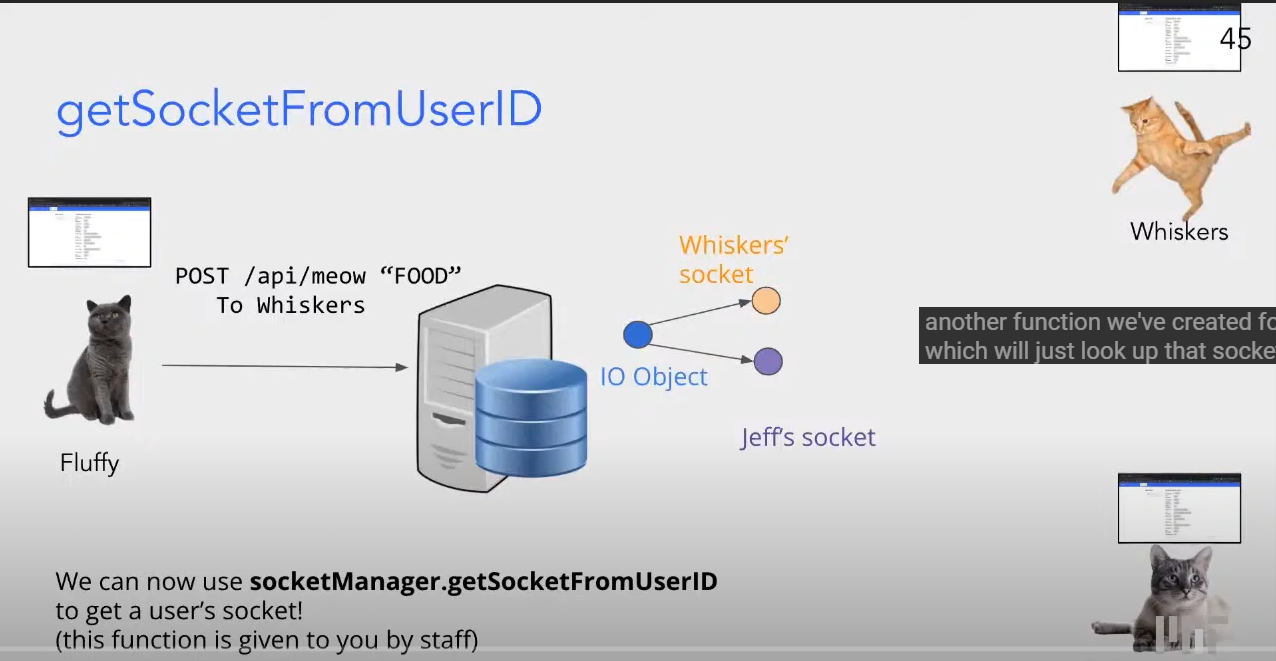 45
getSocketFromUserID
Whiskers
POST /api/meow “FOOD”
To Whiskers
Whiskers’
socket
IO Object
Jeff’s socket
another function we've created fo
which will just look up that socke
Fluffy
We can now use socketManager.getSocketFromUserID
to get a user’s socket!
(this function is given to you by staff)